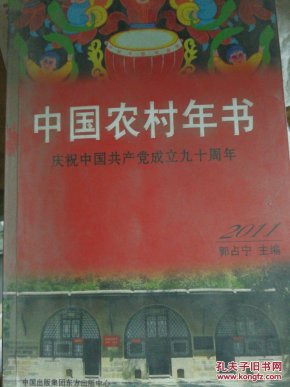 中国农村年书
庆祝中国共产党成立九十周年
2011
郭占宁 主编
中国出版集团东方出版中心
孔夫子旧书网